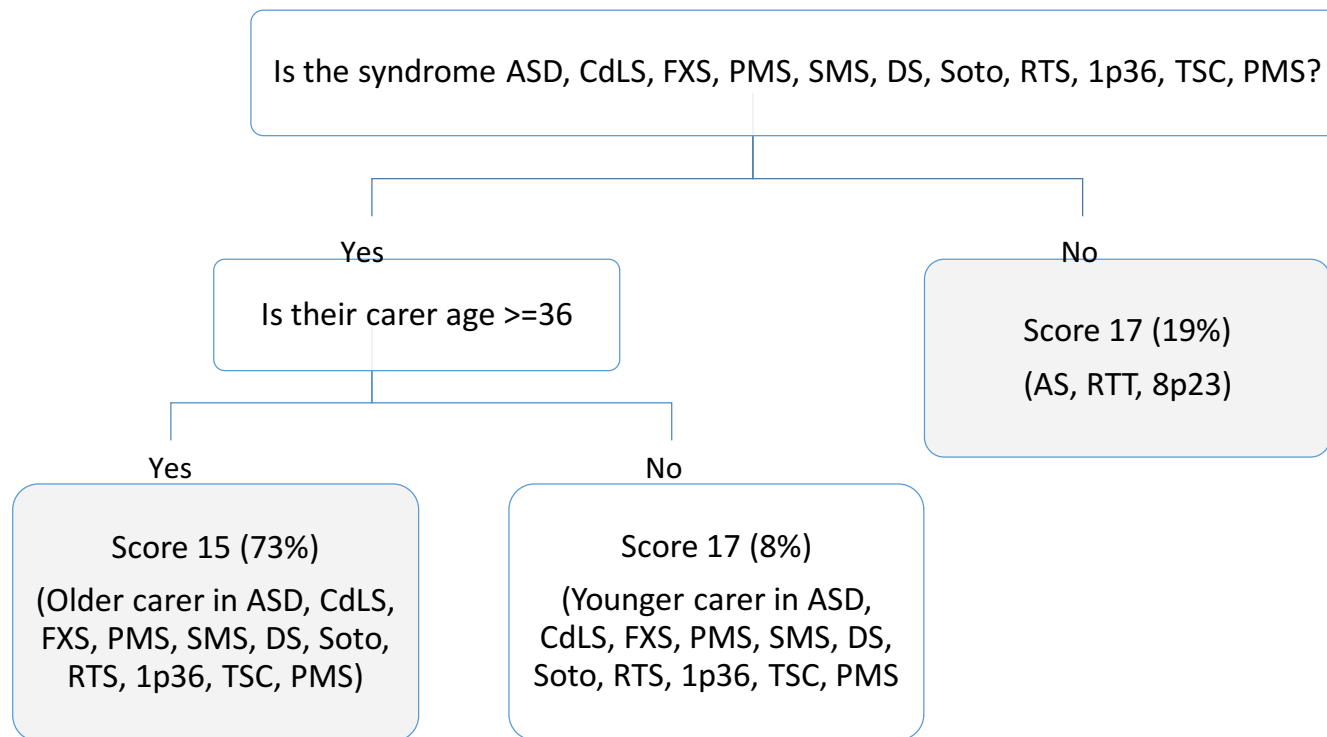 Is the syndrome ASD, CdLS, FXS, PMS, SMS, DS, Soto, RTS, 1p36, TSC, PMS?
Yes
No
Is their carer age >=36
Score 17 (19%)
(AS, RTT, 8p23)
Yes
No
Score 15 (73%)
(Older carer in ASD, CdLS,
FXS, PMS, SMS, DS, Soto,
RTS, 1p36, TSC, PMS)
Score 17 (8%)
(Younger carer in ASD,
CdLS, FXS, PMS, SMS, DS,
Soto, RTS, 1p36, TSC, PMS